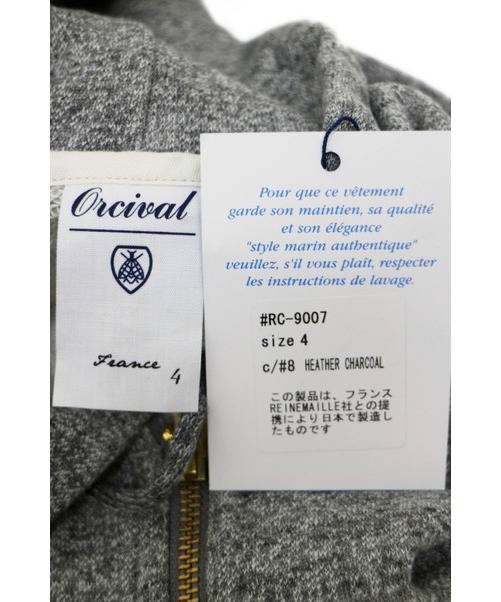 Orcival
France
4
Pour que ce vêtement
garde son maintien, sa qualité
et son élégance
"style marin authentique"
veuillez, s'il vous plaît, respecter
les instructions de lavage.
#RC-9007
size 4
c/#8 HEATHER CHARCOAL
この製品は、フランス
REINEMAILLE社との提
携により日本で製造し
たものです